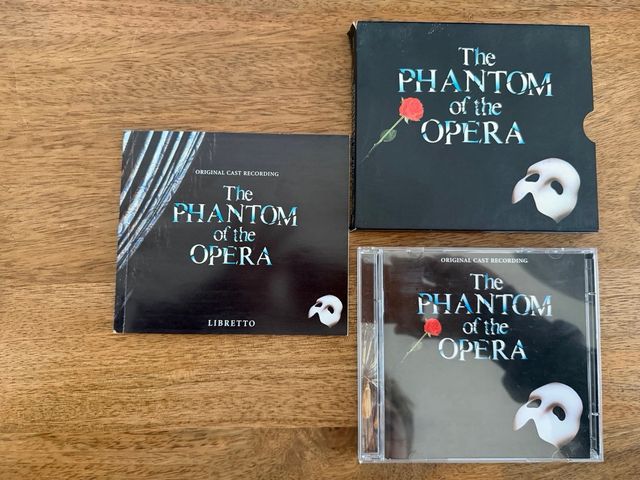 The
PHANTOM
of the
OPERA
ORIGINAL CAST RECORDING
The
PHANTOM
of the
OPERA
LIBRETTO
ORIGINAL CAST RECORDING
The
PHANTOM
of the
OPERA